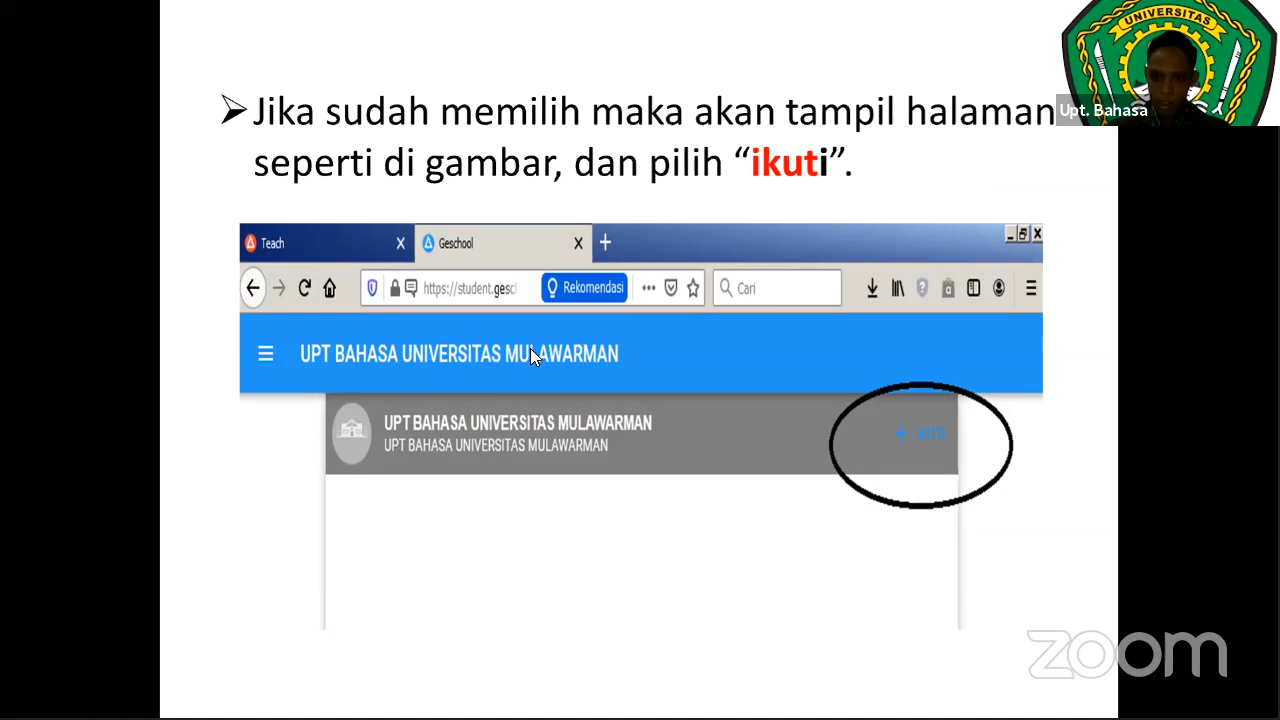 UNIVERSITAS
Upt. Bahasa
Jika sudah memilih maka akan tampil halaman
seperti di gambar, dan pilih “ikuti”.
Teach
Geschool
https://student.gesc
Rekomendasi
Cari
UPT BAHASA UNIVERSITAS MULAWARMAN
UPT BAHASA UNIVERSITAS MULAWARMAN
UPT BAHASA UNIVERSITAS MULAWARMAN
+ IKUTI
zoom